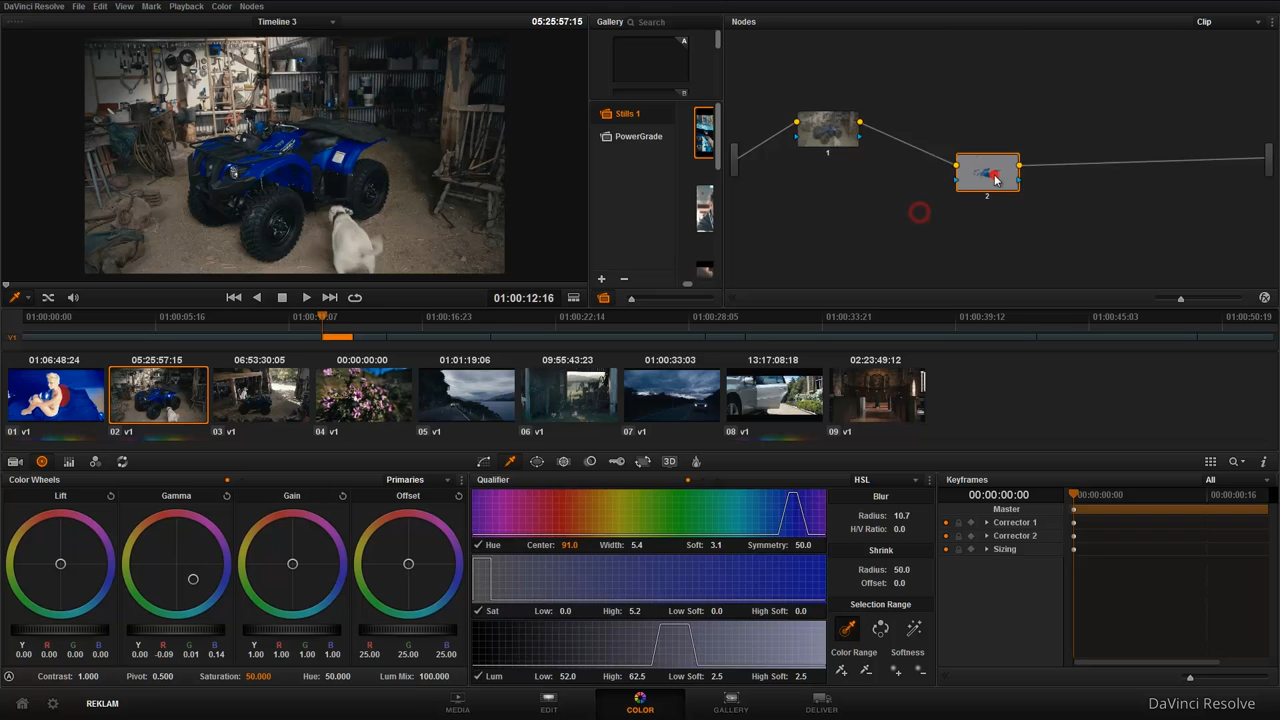 DaVinci Resolve File Edit View Mark Playback Color Nodes
Timeline 3 05:25:57:15 Gallery Search Nodes Clip
A
B
Stills 1
PowerGrade
1
2
01:00:12:16
01:00:00:00 01:00:05:16 01:00:16:23 01:00:22:14 01:00:28:05 01:00:33:21 01:00:39:12 01:00:45:03 01:00:50:19
V1
01:06:48:24 05:25:57:15 06:53:30:05 00:00:00:00 01:01:19:06 09:55:43:23 01:00:33:03 13:17:08:18 02:23:49:12
01 v1 02 v1 03 v1 04 v1 05 v1 06 v1 07 v1 08 v1 09 v1
3D
Color Wheels Primaries Qualifier HSL Keyframes All
Lift Gamma Gain Offset Blur 00:00:00:00 00:00:00:00 00:00:00:16
Radius: 10.7 Master
H/V Ratio: 0.0 Corrector 1
Corrector 2
Hue Center: 91.0 Width: 5.4 Soft: 3.1 Symmetry: 50.0 Shrink Sizing
Radius: 50.0
Offset: 0.0
Sat Low: 0.0 High: 5.2 Low Soft: 0.0 High Soft: 0.0 Selection Range
Y R G B Y R G B Y R G B R G B
0.00 0.00 0.00 0.00 0.00 -0.09 0.01 0.14 1.00 1.00 1.00 1.00 25.00 25.00 25.00
Color Range Softness
Contrast: 1.000 Pivot: 0.500 Saturation: 50.000 Hue: 50.000 Lum Mix: 100.000 Lum Low: 52.0 High: 62.5 Low Soft: 2.5 High Soft: 2.5
A
REKLAM MEDIA EDIT COLOR GALLERY DELIVER DaVinci Resolve